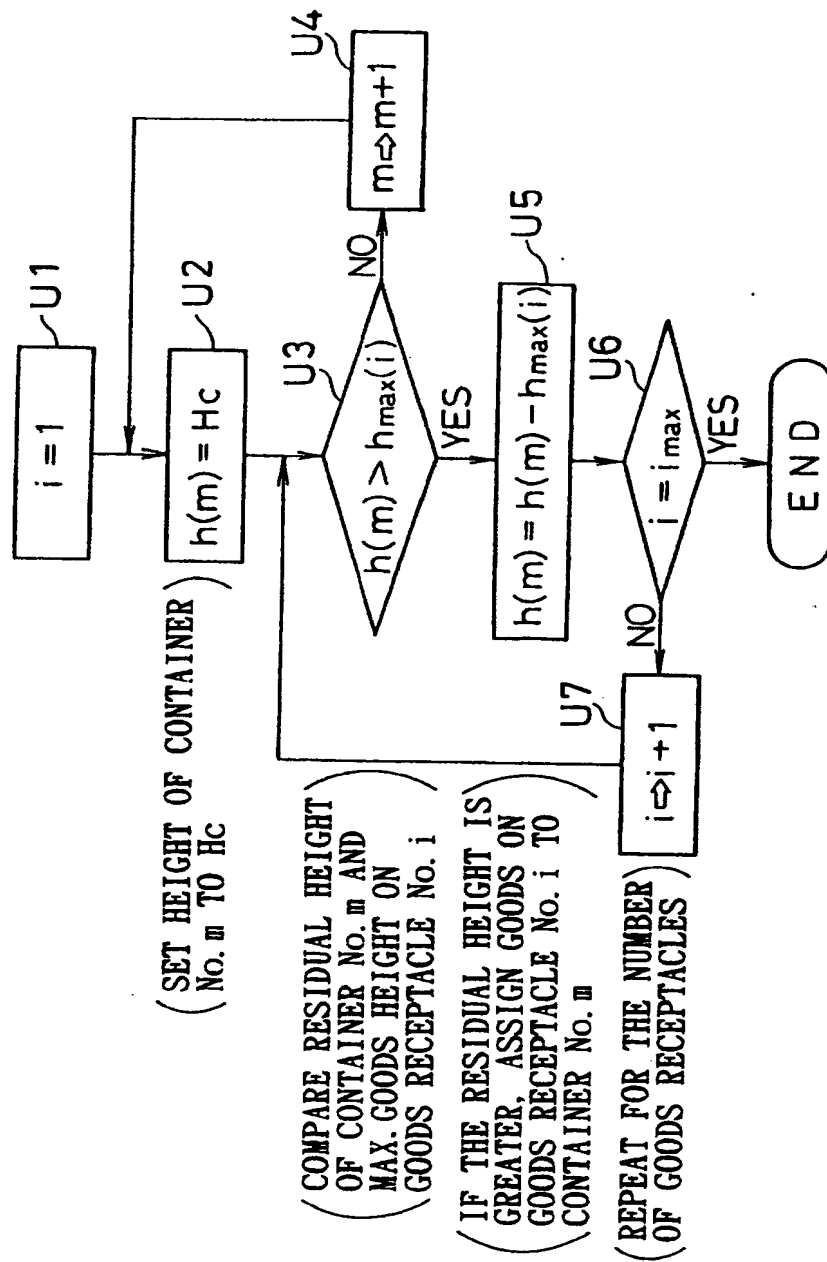 U1
i=1
(SET HEIGHT OF CONTAINER
No. m TO Hc)
U2
h(m)=Hc
(COMPARE RESIDUAL HEIGHT
OF CONTAINER No. m AND
MAX. GOODS HEIGHT ON
GOODS RECEPTACLE No. i)
U3
h(m) > hmax(i)
NO
U4
m⇨m+1
YES
(IF THE RESIDUAL HEIGHT IS
GREATER, ASSIGN GOODS ON
GOODS RECEPTACLE No. i TO
CONTAINER No. m)
U5
h(m)=h(m)-hmax(i)
U6
i=imax
NO
YES
(REPEAT FOR THE NUMBER
OF GOODS RECEPTACLES)
U7
i⇨i+1
END